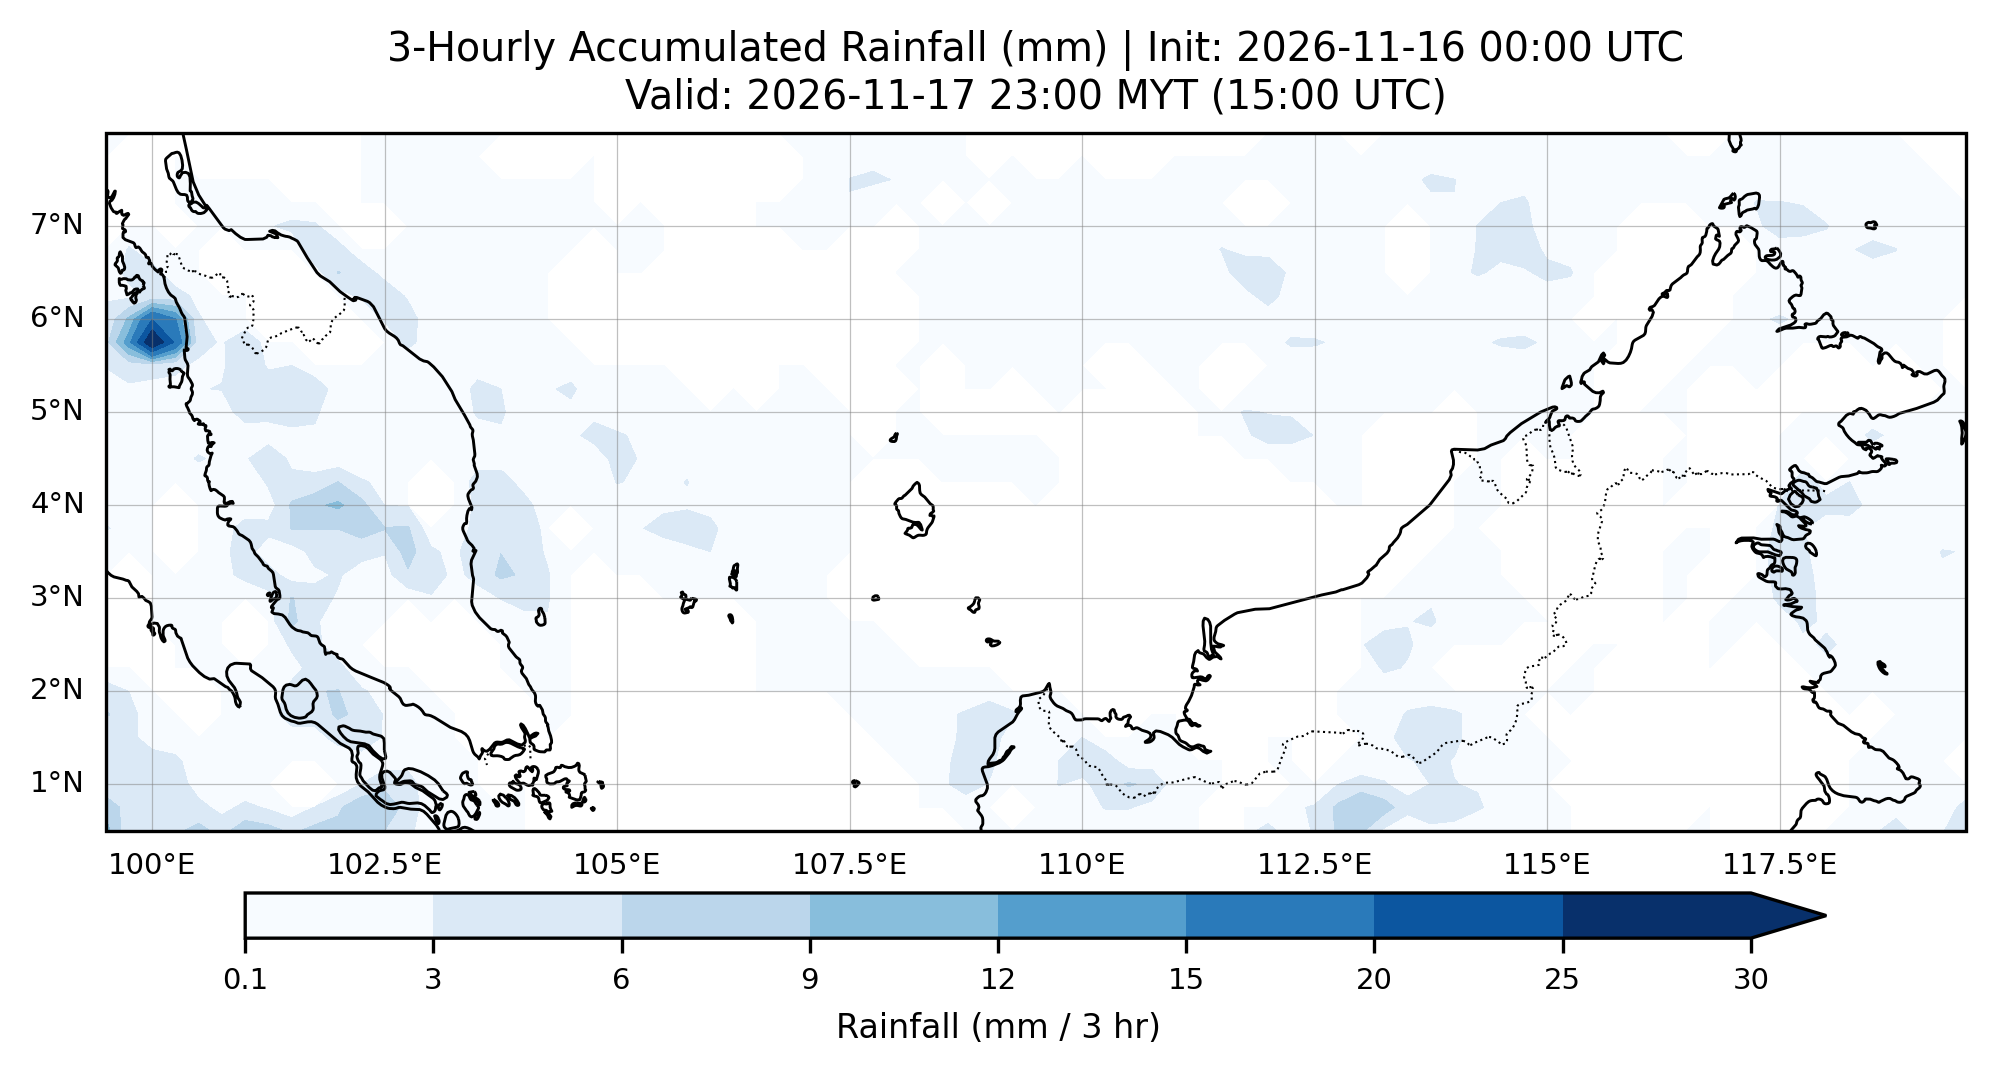 3-Hourly Accumulated Rainfall (mm) | Init: 2026-11-16 00:00 UTC
Valid: 2026-11-17 23:00 MYT (15:00 UTC)
7°N
6°N
5°N
4°N
3°N
2°N
1°N
100°E 102.5°E 105°E 107.5°E 110°E 112.5°E 115°E 117.5°E
0.1 3 6 9 12 15 20 25 30
Rainfall (mm / 3 hr)